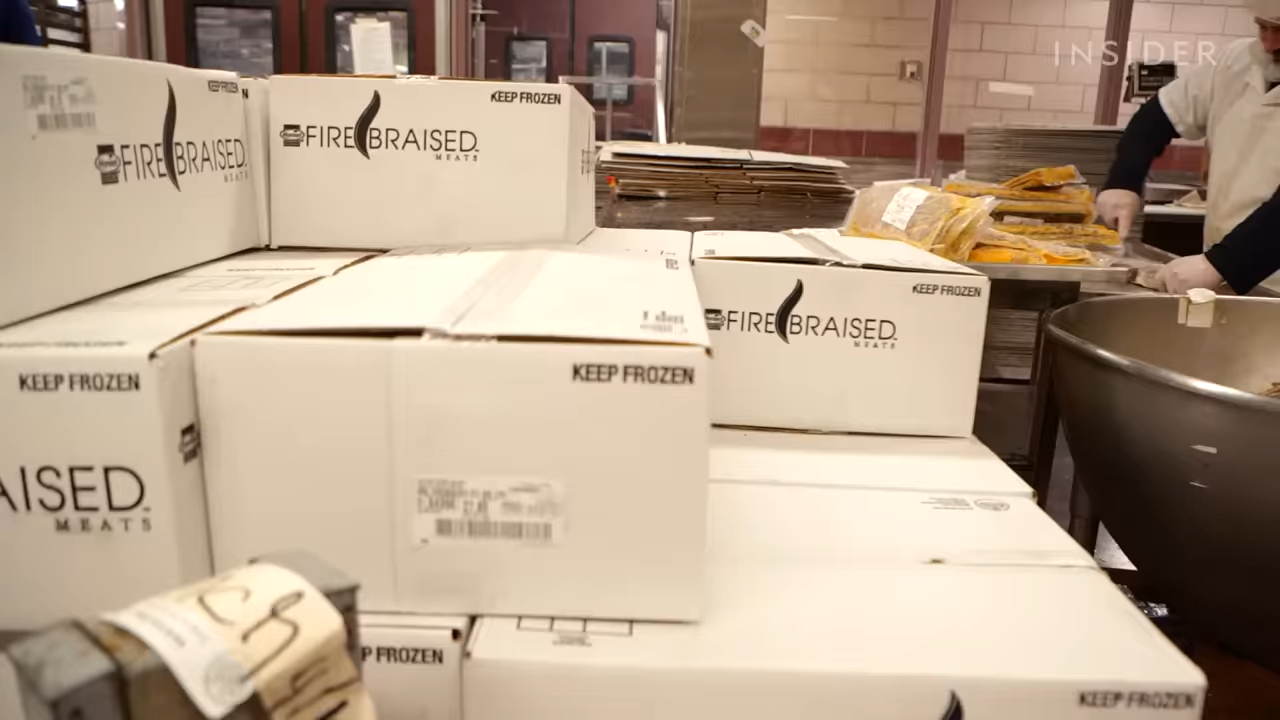 INSIDER
KEEP FROZEN
FIRE BRAISED
MEATS
KEEP FROZEN
FIRE BRAISED
MEATS
KEEP FROZEN
FIRE BRAISED
MEATS
KEEP FROZEN
KEEP FROZEN
AISED
MEATS
P FROZEN
KEEP FROZEN